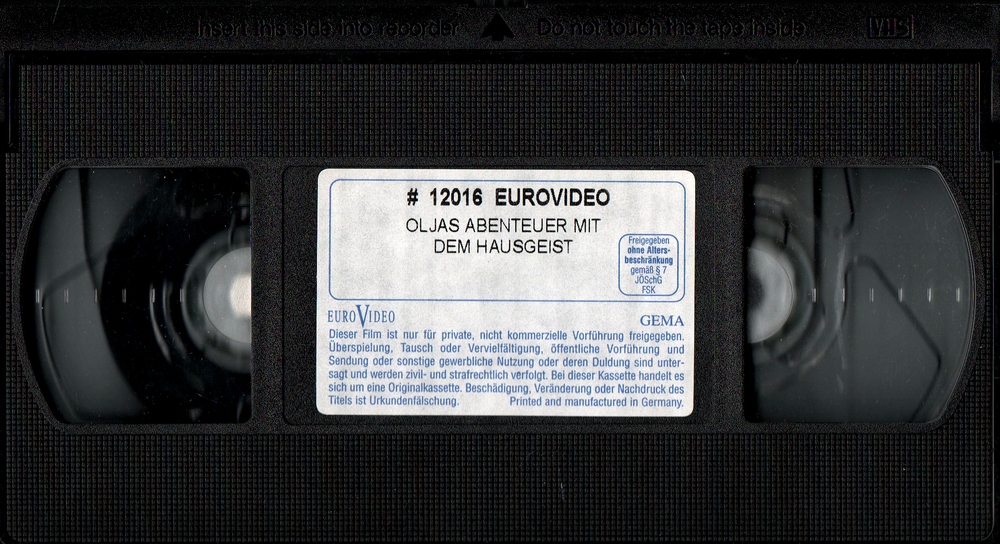 Insert this side into recorder Do not touch the tape inside VHS
# 12016 EUROVIDEO
OLJAS ABENTEUER MIT
DEM HAUSGEIST
Freigegeben
ohne Alters-
beschränkung
gemäß § 7
JÖSchG
FSK
EUROVIDEO GEMA
Dieser Film ist nur für private, nicht kommerzielle Vorführung freigegeben.
Überspielung, Tausch oder Vervielfältigung, öffentliche Vorführung und
Sendung oder sonstige gewerbliche Nutzung oder deren Duldung sind unter-
sagt und werden zivil- und strafrechtlich verfolgt. Bei dieser Kassette handelt es
sich um eine Originalkassette. Beschädigung, Veränderung oder Nachdruck des
Titels ist Urkundenfälschung. Printed and manufactured in Germany.